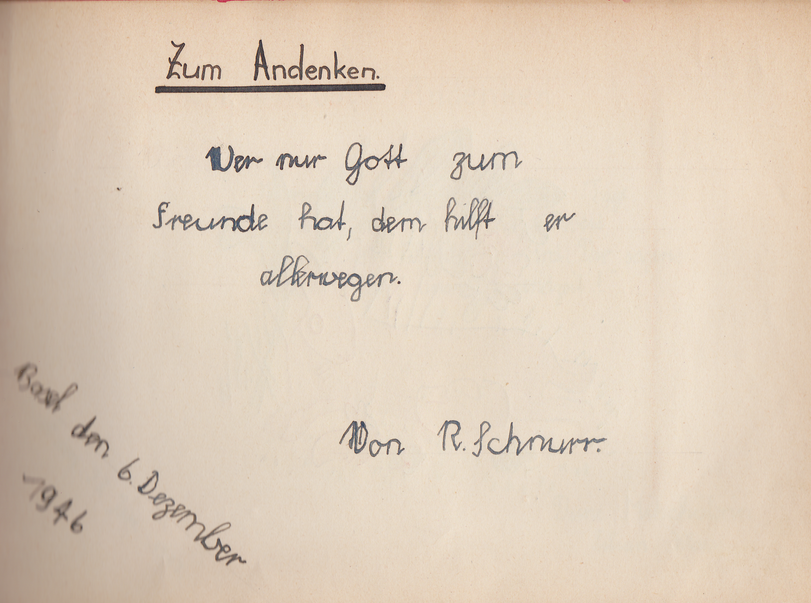 Zum Andenken.
Wer nur Gott zum
Freunde hat, dem hilft er
allerwegen.
Von R. Schnurr.
Basel den 6. Dezember
1946